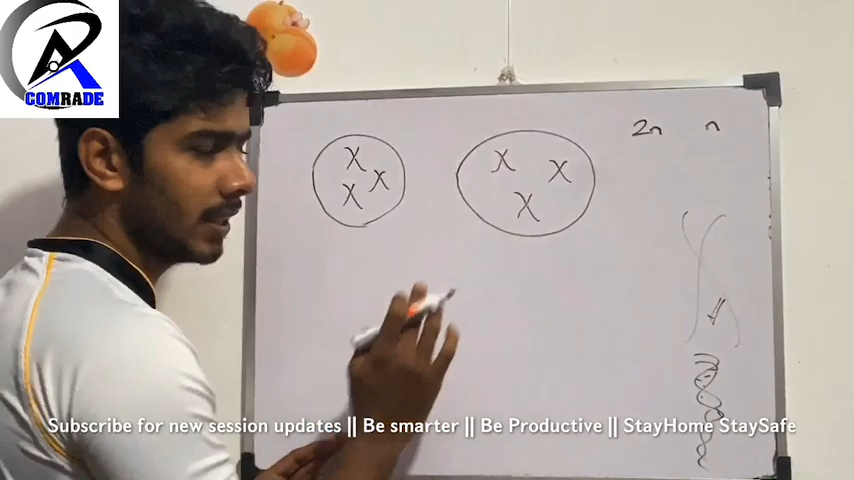 COMRADE
2n n
X X X X
X X
Subscribe for new session updates || Be smarter || Be Productive || StayHome StaySafe